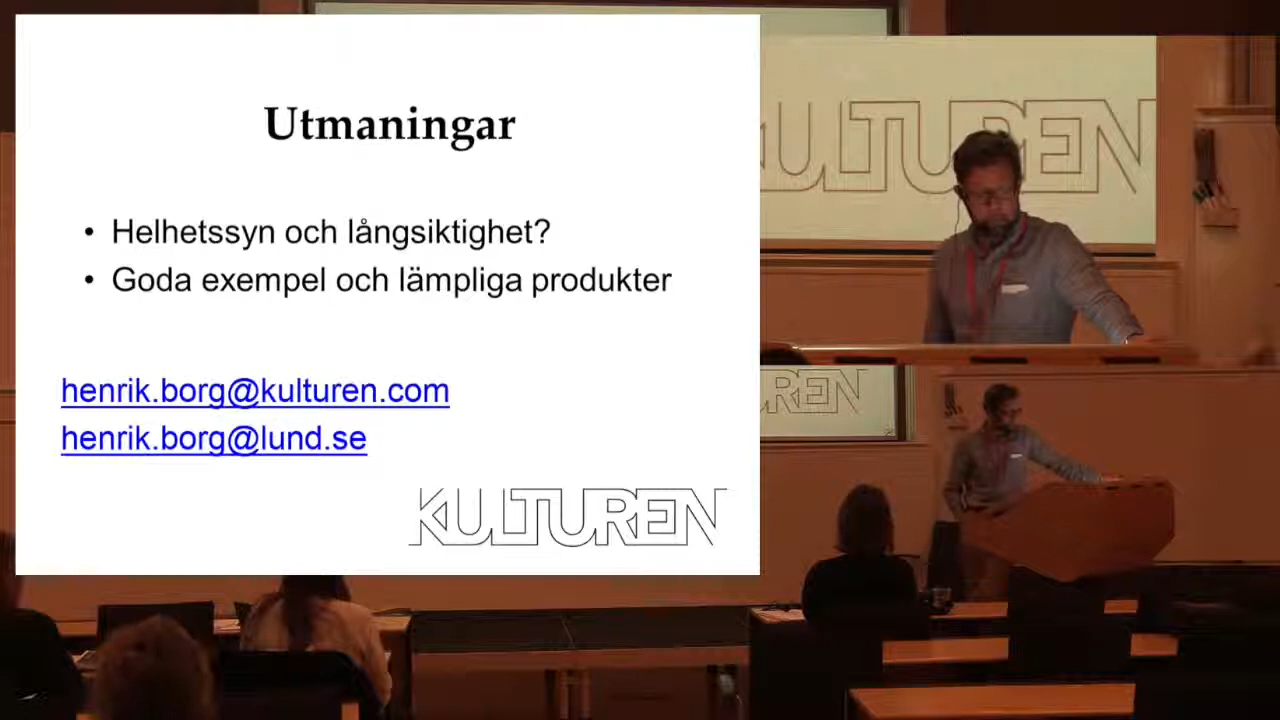 Utmaningar
• Helhetssyn och långsiktighet?
• Goda exempel och lämpliga produkter
henrik.borg@kulturen.com
henrik.borg@lund.se
KULTUREN
KULTUREN
UREN